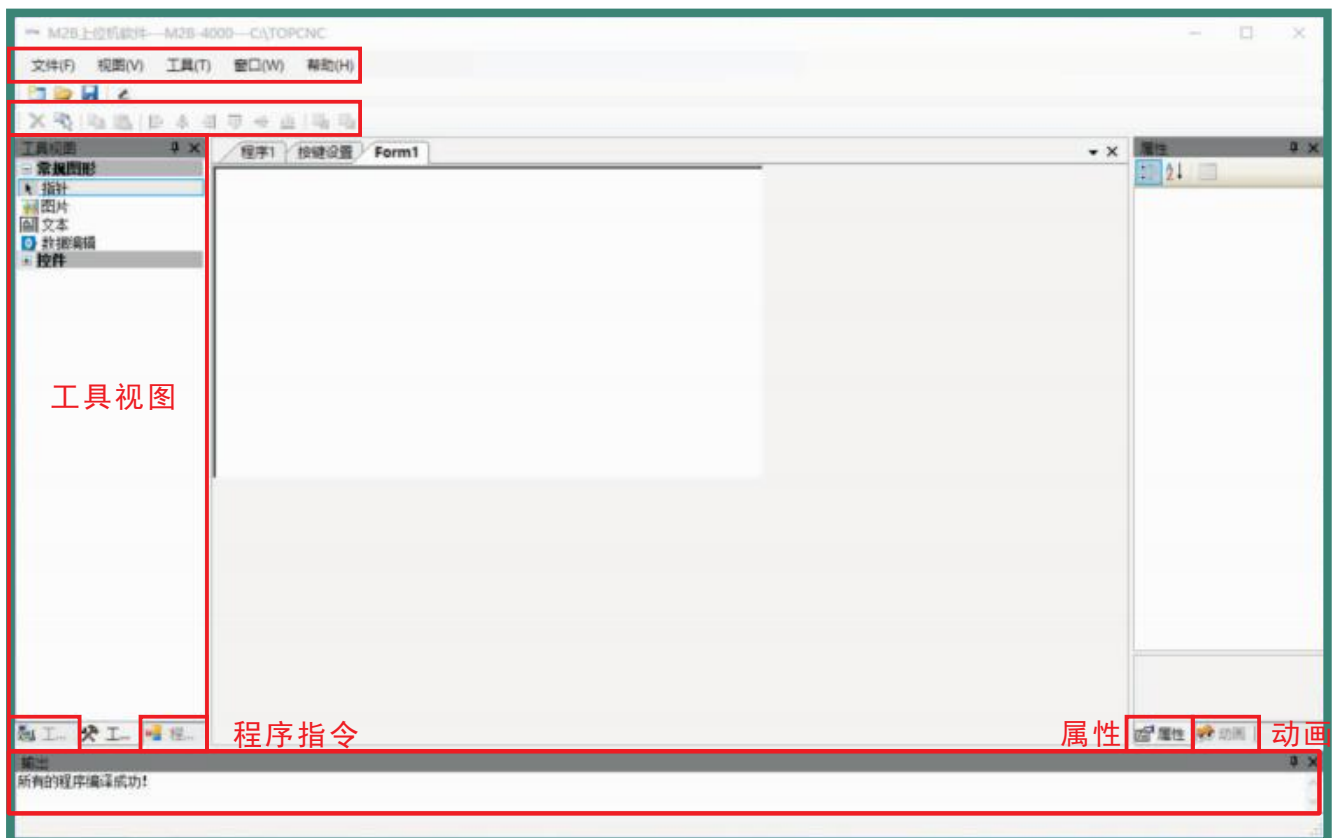 M2B上位机软件---M2B-4000---C:\TOPCNC
文件(F) 视图(V) 工具(T) 窗口(W) 帮助(H)
工具视图
程序1 按键设置 Form1
属性
常规图形
指针
图片
文本
数据编辑
控件
工具视图
工... 工... 程...
程序指令
属性
属性 动画
动画
输出
所有的程序编译成功!